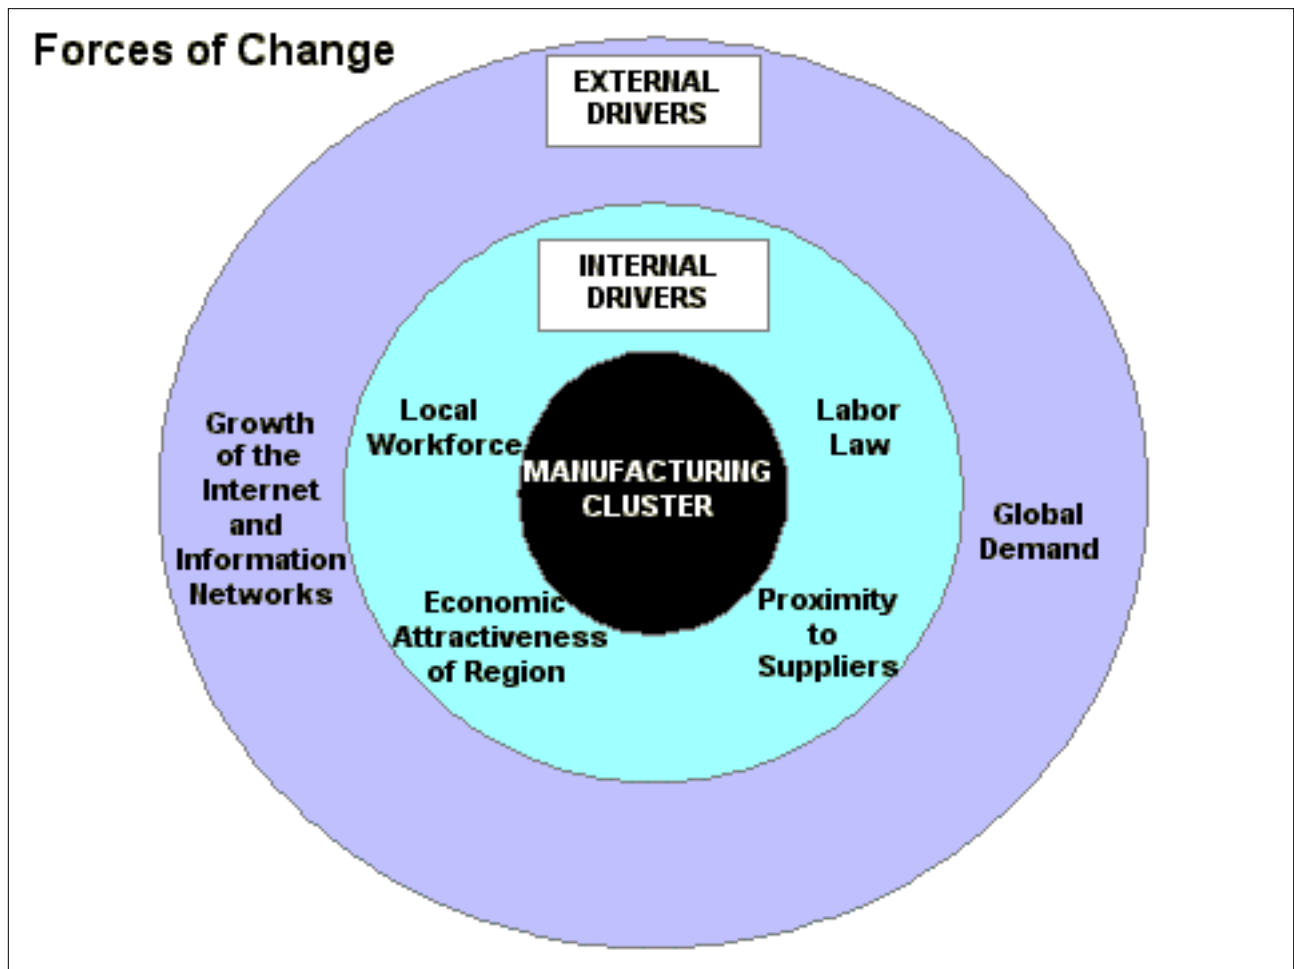 Forces of Change
EXTERNAL
DRIVERS
INTERNAL
DRIVERS
Local
Workforce
Labor
Law
MANUFACTURING
CLUSTER
Growth
of the
Internet
and
Information
Networks
Global
Demand
Economic
Attractiveness
of Region
Proximity
to
Suppliers